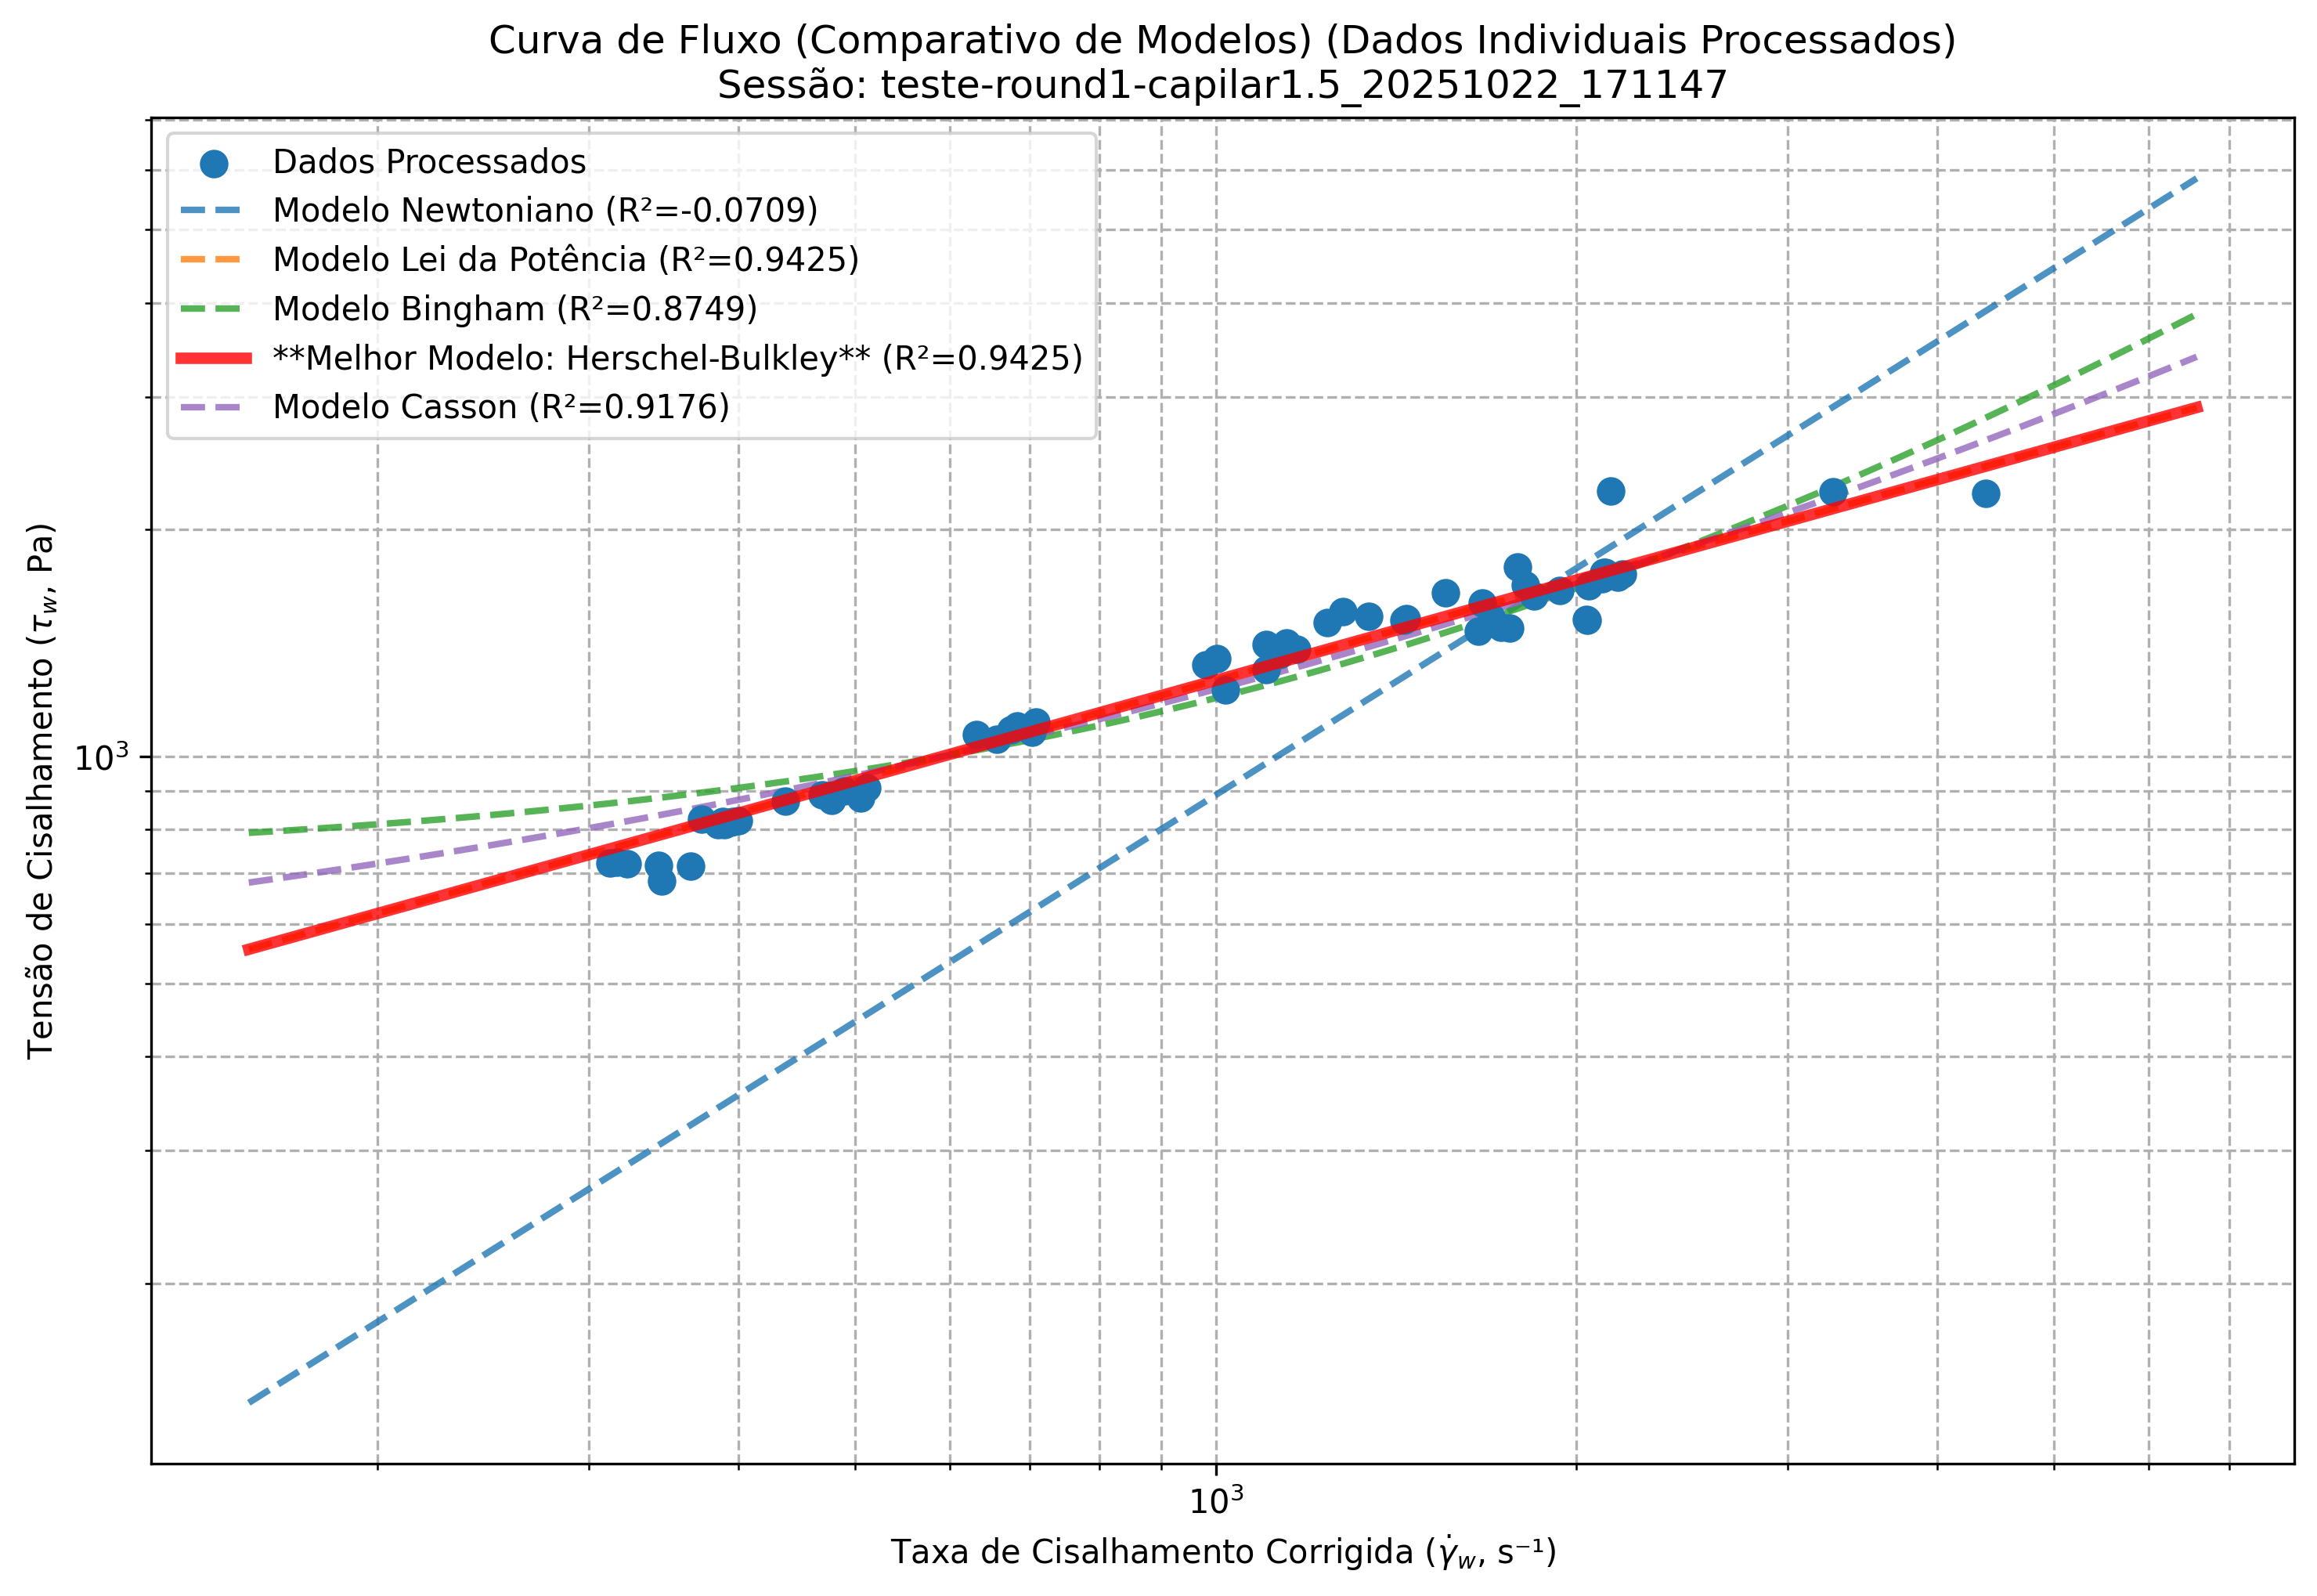 Curva de Fluxo (Comparativo de Modelos) (Dados Individuais Processados)
Sessão: teste-round1-capilar1.5_20251022_171147
Dados Processados
Modelo Newtoniano (R²=-0.0709)
Modelo Lei da Potência (R²=0.9425)
Modelo Bingham (R²=0.8749)
**Melhor Modelo: Herschel-Bulkley** (R²=0.9425)
Modelo Casson (R²=0.9176)
Tensão de Cisalhamento (τ_w, Pa)
10³
10³
Taxa de Cisalhamento Corrigida (γ̇_w, s⁻¹)